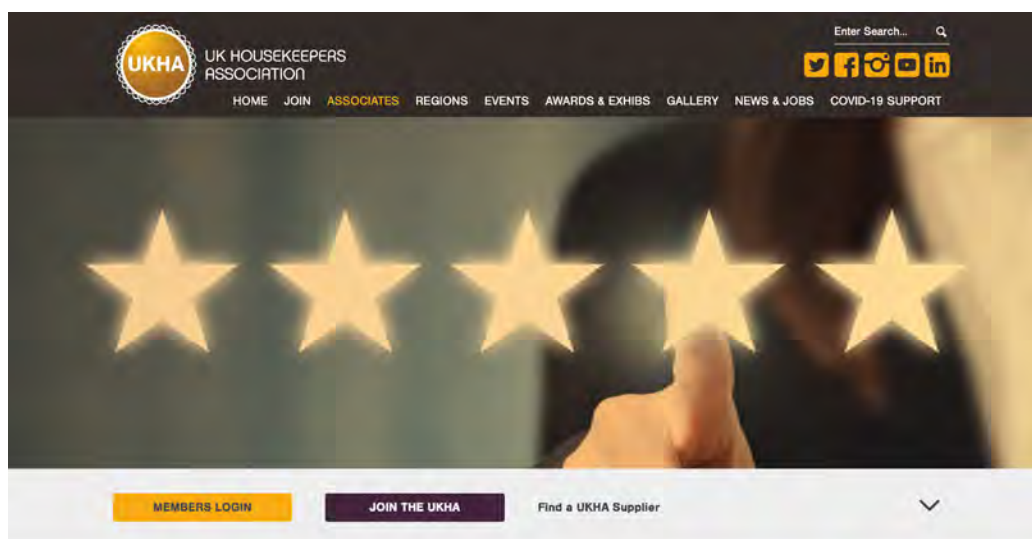 Enter Search...
UKHA
UK HOUSEKEEPERS
ASSOCIATION
HOME JOIN ASSOCIATES REGIONS EVENTS AWARDS & EXHIBS GALLERY NEWS & JOBS COVID-19 SUPPORT
MEMBERS LOGIN JOIN THE UKHA Find a UKHA Supplier